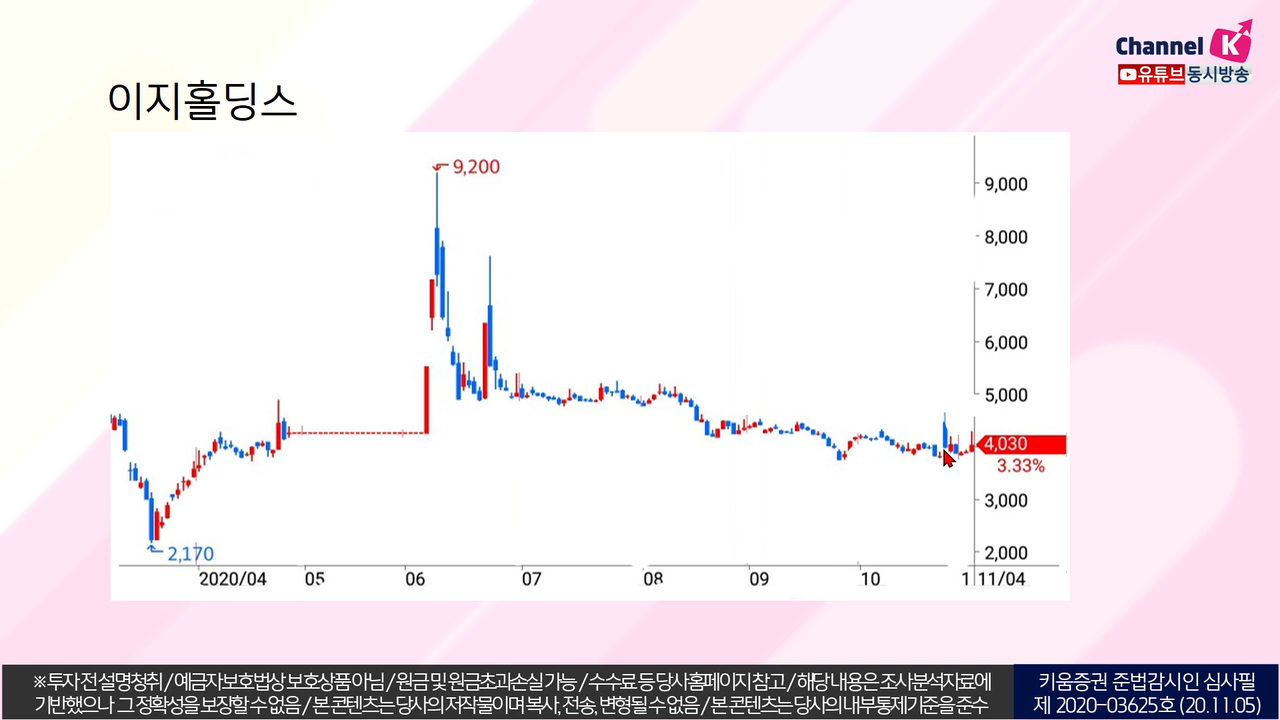 Channel K
유튜브동시방송
이지홀딩스
9,200
9,000
8,000
7,000
6,000
5,000
4,030
3.33%
3,000
2,170
2,000
2020/04 05 06 07 08 09 10 11/04
※ 투자 전 설명청취 / 예금자보호법상 보호상품 아님 / 원금 및 원금초과손실 가능 / 수수료 등 당사홈페이지 참고 / 해당 내용은 조사분석자료에
기반했으나 그 정확성을 보장할 수 없음 / 본 콘텐츠는 당사의 저작물이며 복사, 전송, 변형될 수 없음 / 본 콘텐츠는 당사의 내부통제기준을 준수
키움증권 준법감시인 심사필
제 2020-03625호 (20.11.05)